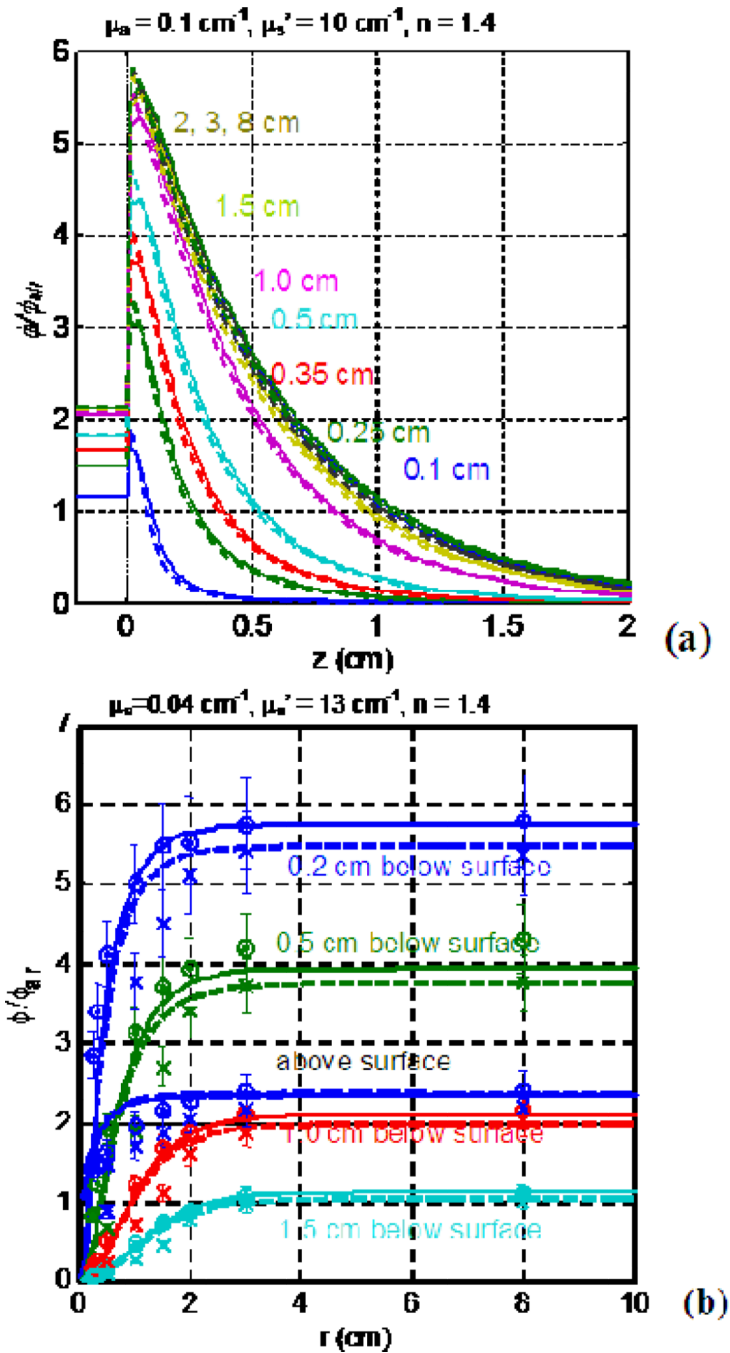 μa = 0.1 cm-1, μs' = 10 cm-1, n = 1.4
6
5
4
3
2
1
0
2, 3, 8 cm
1.5 cm
1.0 cm
0.5 cm
0.35 cm
0.25 cm
0.1 cm
ϕ/ϕair
0
0.5
1
1.5
2
z (cm)
(a)
μa=0.04 cm-1, μs' = 13 cm-1, n = 1.4
7
6
5
4
3
2
1
0
0.2 cm below surface
0.5 cm below surface
above surface
1.0 cm below surface
1.5 cm below surface
ϕ/ϕair
0
2
4
6
8
10
r (cm)
(b)